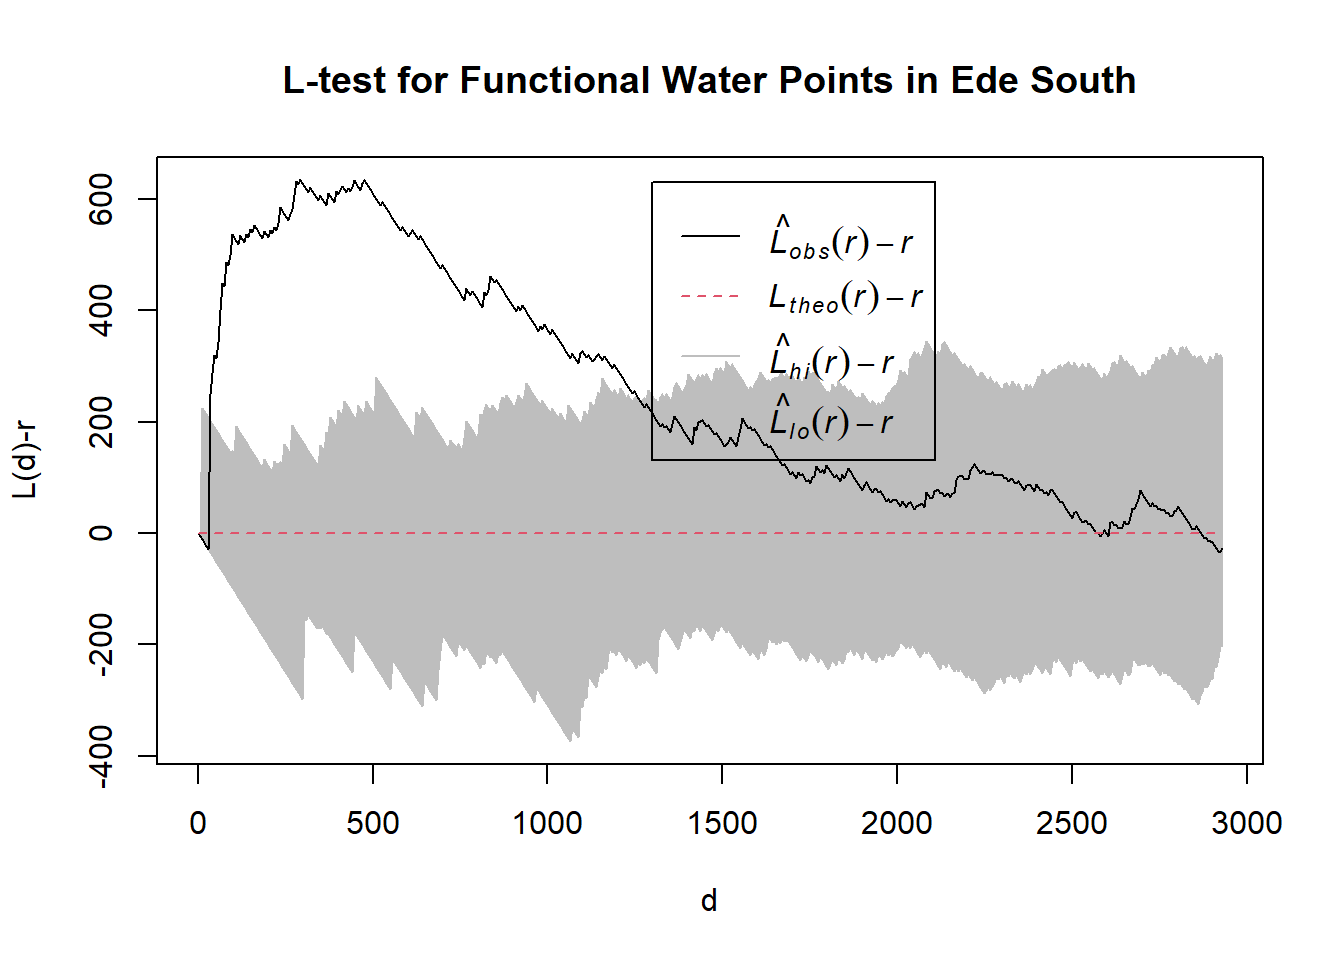 L-test for Functional Water Points in Ede South
L(d)-r
600
400
200
0
-200
-400
L̂obs(r) − r
Ltheo(r) − r
L̂hi(r) − r
L̂lo(r) − r
0 500 1000 1500 2000 2500 3000
d